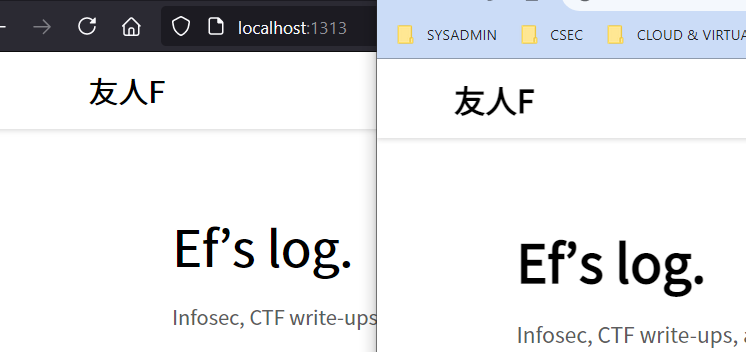 localhost:1313
友人F
Ef’s log.
Infosec, CTF write-ups
SYSADMIN
CSEC
CLOUD & VIRTUA
友人F
Ef’s log.
Infosec, CTF write-ups, a